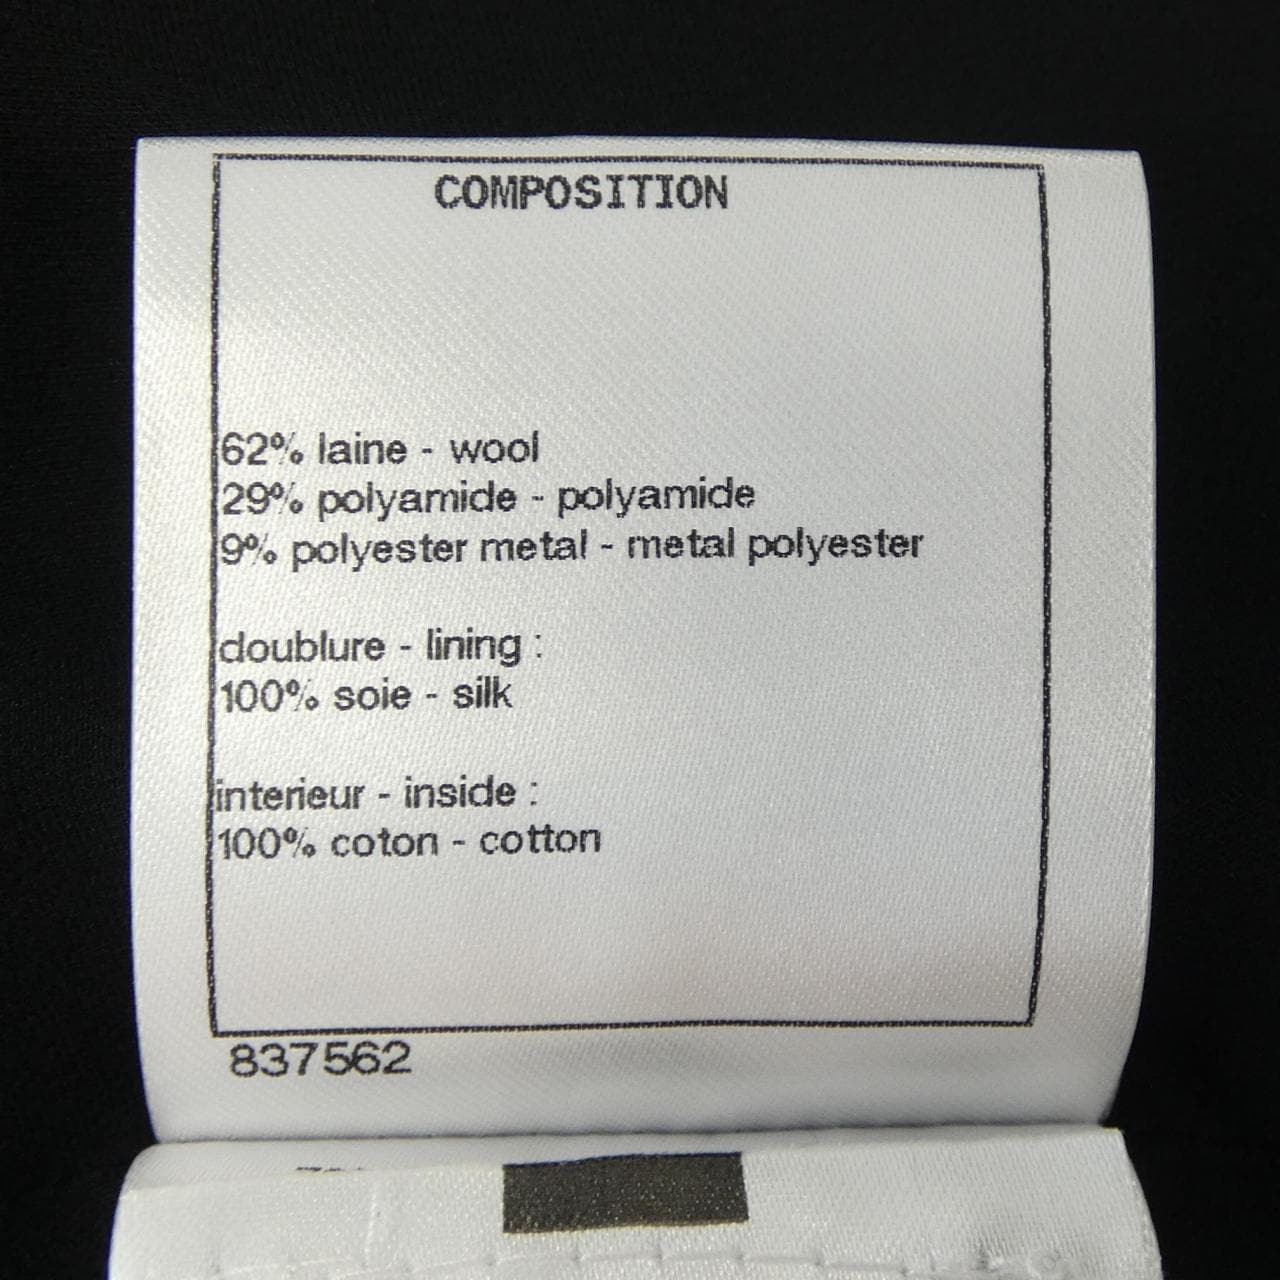 COMPOSITION
62% laine - wool
29% polyamide - polyamide
9% polyester metal - metal polyester
doublure - lining :
100% soie - silk
interieur - inside :
100% coton - cotton
837562